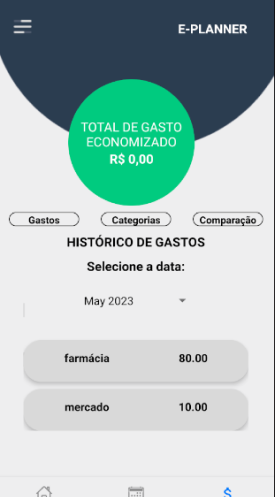 E-PLANNER
TOTAL DE GASTO
ECONOMIZADO
R$ 0,00
Gastos Categorias Comparação
HISTÓRICO DE GASTOS
Selecione a data:
May 2023
farmácia 80.00
mercado 10.00
$